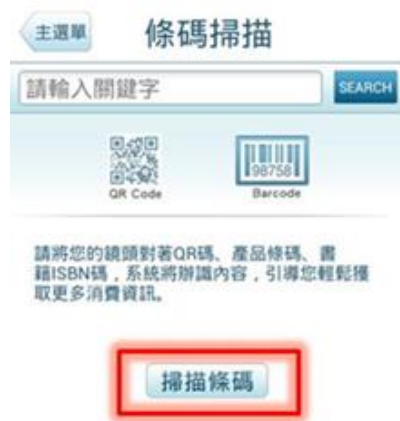 主選單
條碼掃描
請輸入關鍵字
SEARCH
98758
QR Code
Barcode
請將您的鏡頭對著QR碼、產品條碼、書
籍ISBN碼，系統將辦識內容，引導您輕鬆獲
取更多消費資訊。
掃描條碼